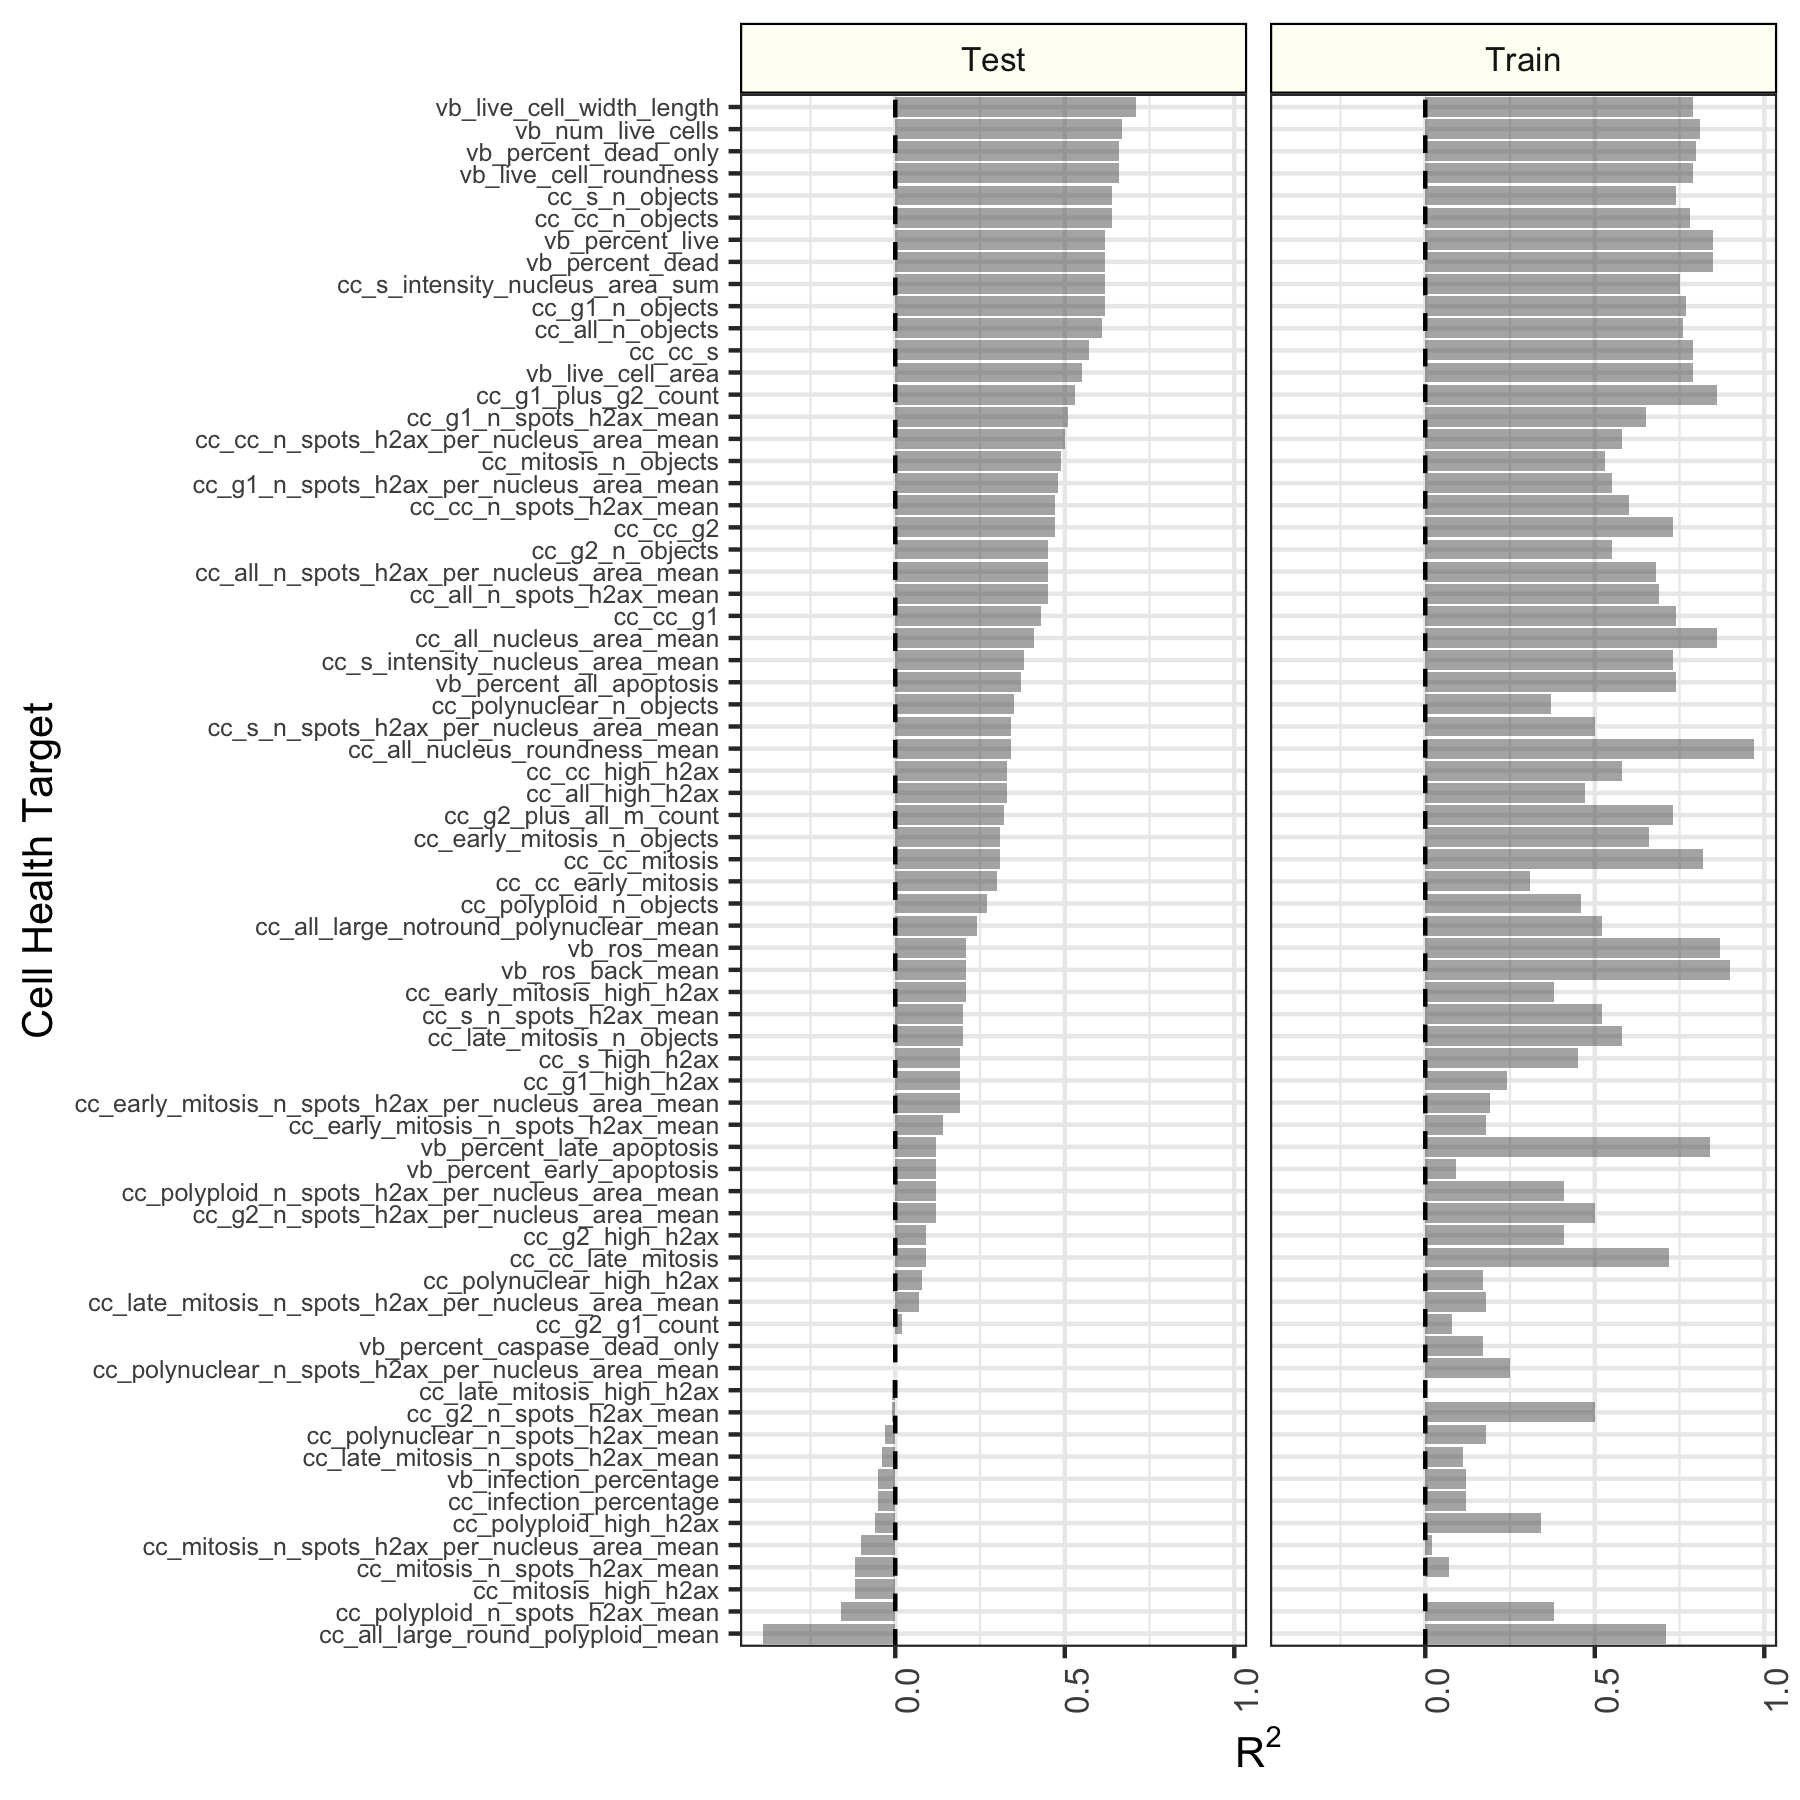 Test
Train
vb_live_cell_width_length
vb_num_live_cells
vb_percent_dead_only
vb_live_cell_roundness
cc_s_n_objects
cc_cc_n_objects
vb_percent_live
vb_percent_dead
cc_s_intensity_nucleus_area_sum
cc_g1_n_objects
cc_all_n_objects
cc_cc_s
vb_live_cell_area
cc_g1_plus_g2_count
cc_g1_n_spots_h2ax_mean
cc_cc_n_spots_h2ax_per_nucleus_area_mean
cc_mitosis_n_objects
cc_g1_n_spots_h2ax_per_nucleus_area_mean
cc_cc_n_spots_h2ax_mean
cc_cc_g2
cc_g2_n_objects
cc_all_n_spots_h2ax_per_nucleus_area_mean
cc_all_n_spots_h2ax_mean
cc_cc_g1
cc_all_nucleus_area_mean
cc_s_intensity_nucleus_area_mean
vb_percent_all_apoptosis
cc_polynuclear_n_objects
cc_s_n_spots_h2ax_per_nucleus_area_mean
cc_all_nucleus_roundness_mean
cc_cc_high_h2ax
cc_all_high_h2ax
cc_g2_plus_all_m_count
cc_early_mitosis_n_objects
cc_cc_mitosis
cc_cc_early_mitosis
cc_polyploid_n_objects
cc_all_large_notround_polynuclear_mean
vb_ros_mean
vb_ros_back_mean
cc_early_mitosis_high_h2ax
cc_s_n_spots_h2ax_mean
cc_late_mitosis_n_objects
cc_s_high_h2ax
cc_g1_high_h2ax
cc_early_mitosis_n_spots_h2ax_per_nucleus_area_mean
cc_early_mitosis_n_spots_h2ax_mean
vb_percent_late_apoptosis
vb_percent_early_apoptosis
cc_polyploid_n_spots_h2ax_per_nucleus_area_mean
cc_g2_n_spots_h2ax_per_nucleus_area_mean
cc_g2_high_h2ax
cc_cc_late_mitosis
cc_polynuclear_high_h2ax
cc_late_mitosis_n_spots_h2ax_per_nucleus_area_mean
cc_g2_g1_count
vb_percent_caspase_dead_only
cc_polynuclear_n_spots_h2ax_per_nucleus_area_mean
cc_late_mitosis_high_h2ax
cc_g2_n_spots_h2ax_mean
cc_polynuclear_n_spots_h2ax_mean
cc_late_mitosis_n_spots_h2ax_mean
vb_infection_percentage
cc_infection_percentage
cc_polyploid_high_h2ax
cc_mitosis_n_spots_h2ax_per_nucleus_area_mean
cc_mitosis_n_spots_h2ax_mean
cc_mitosis_high_h2ax
cc_polyploid_n_spots_h2ax_mean
cc_all_large_round_polyploid_mean
Cell Health Target
0.0 0.5 1.0
0.0 0.5 1.0
R²